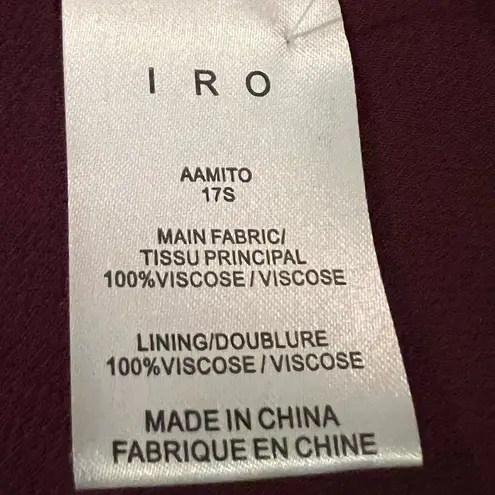 I R O
AAMITO
17S
MAIN FABRIC/
TISSU PRINCIPAL
100%VISCOSE/VISCOSE
LINING/DOUBLURE
100%VISCOSE/VISCOSE
MADE IN CHINA
FABRIQUE EN CHINE